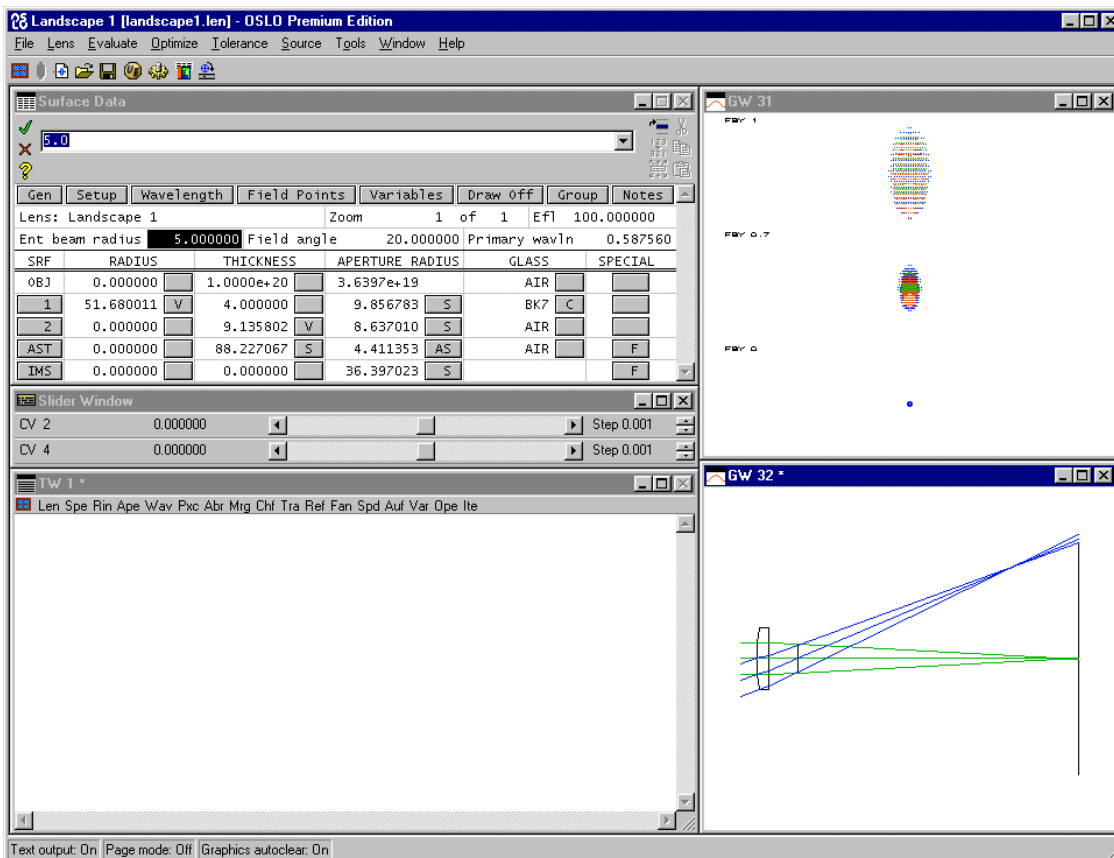 Landscape 1 [landscape1.len] - OSLO Premium Edition
File Lens Evaluate Optimize Tolerance Source Tools Window Help
Surface Data
5.0
Gen Setup Wavelength Field Points Variables Draw Off Group Notes
Lens: Landscape 1 Zoom 1 of 1 Efl 100.000000
Ent beam radius 5.000000 Field angle 20.000000 Primary wavln 0.587560
SRF RADIUS THICKNESS APERTURE RADIUS GLASS SPECIAL
OBJ 0.000000 1.0000e+20 3.6397e+19 AIR
1 51.680011 V 4.000000 9.856783 S BK7 C
2 0.000000 9.135802 V 8.637010 S AIR
AST 0.000000 88.227067 S 4.411353 AS AIR F
IMS 0.000000 0.000000 36.397023 S F
Slider Window
CV 2 0.000000 Step 0.001
CV 4 0.000000 Step 0.001
TW 1 *
Len Spe Rin Ape Wav Pxc Abr Mrg Chf Tra Ref Fan Spd Auf Var Ope Ite
Text output: On Page mode: Off Graphics autoclear: On
GW 31
FBY 1
FBY 0.7
FBY 0
GW 32 *